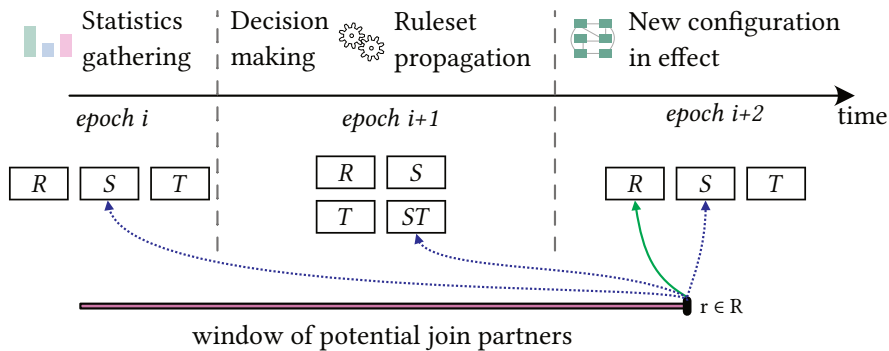 Statistics
gathering
Decision
making
Ruleset
propagation
New configuration
in effect
epoch i
epoch i+1
epoch i+2
time
R S T
R S
T ST
R S T
r ∈ R
window of potential join partners